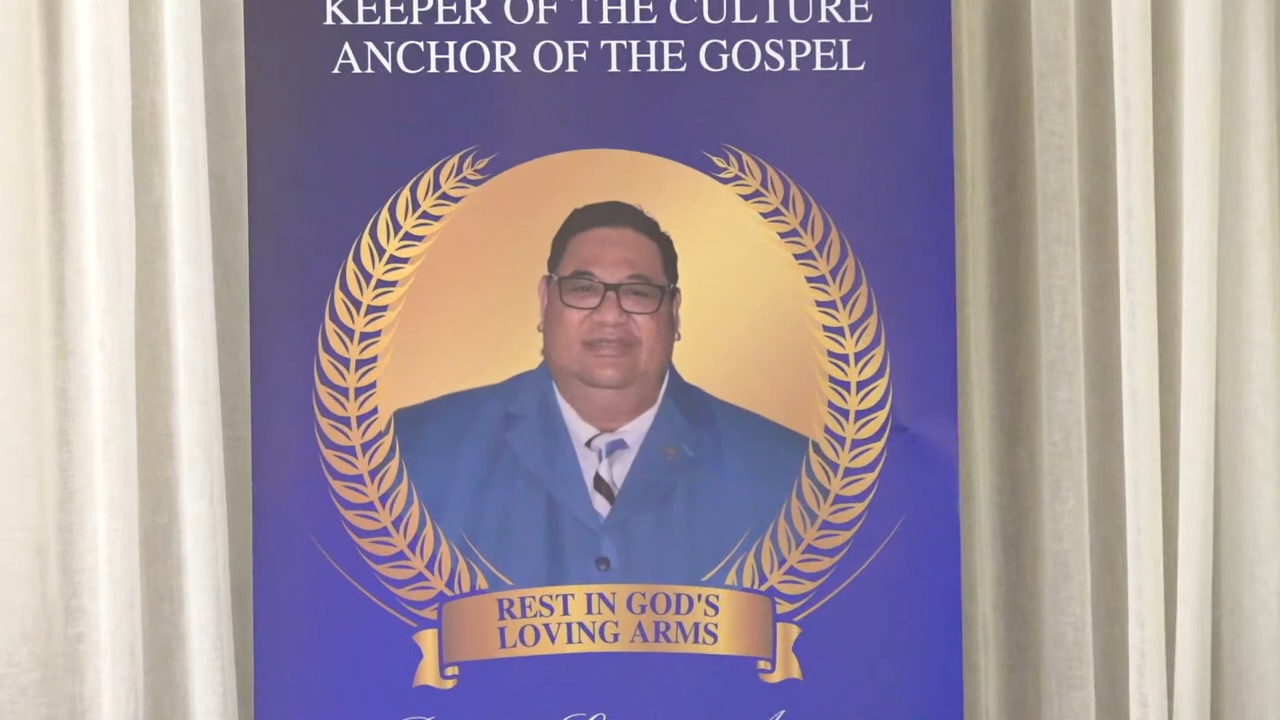 KEEPER OF THE CULTURE
ANCHOR OF THE GOSPEL
REST IN GOD'S
LOVING ARMS